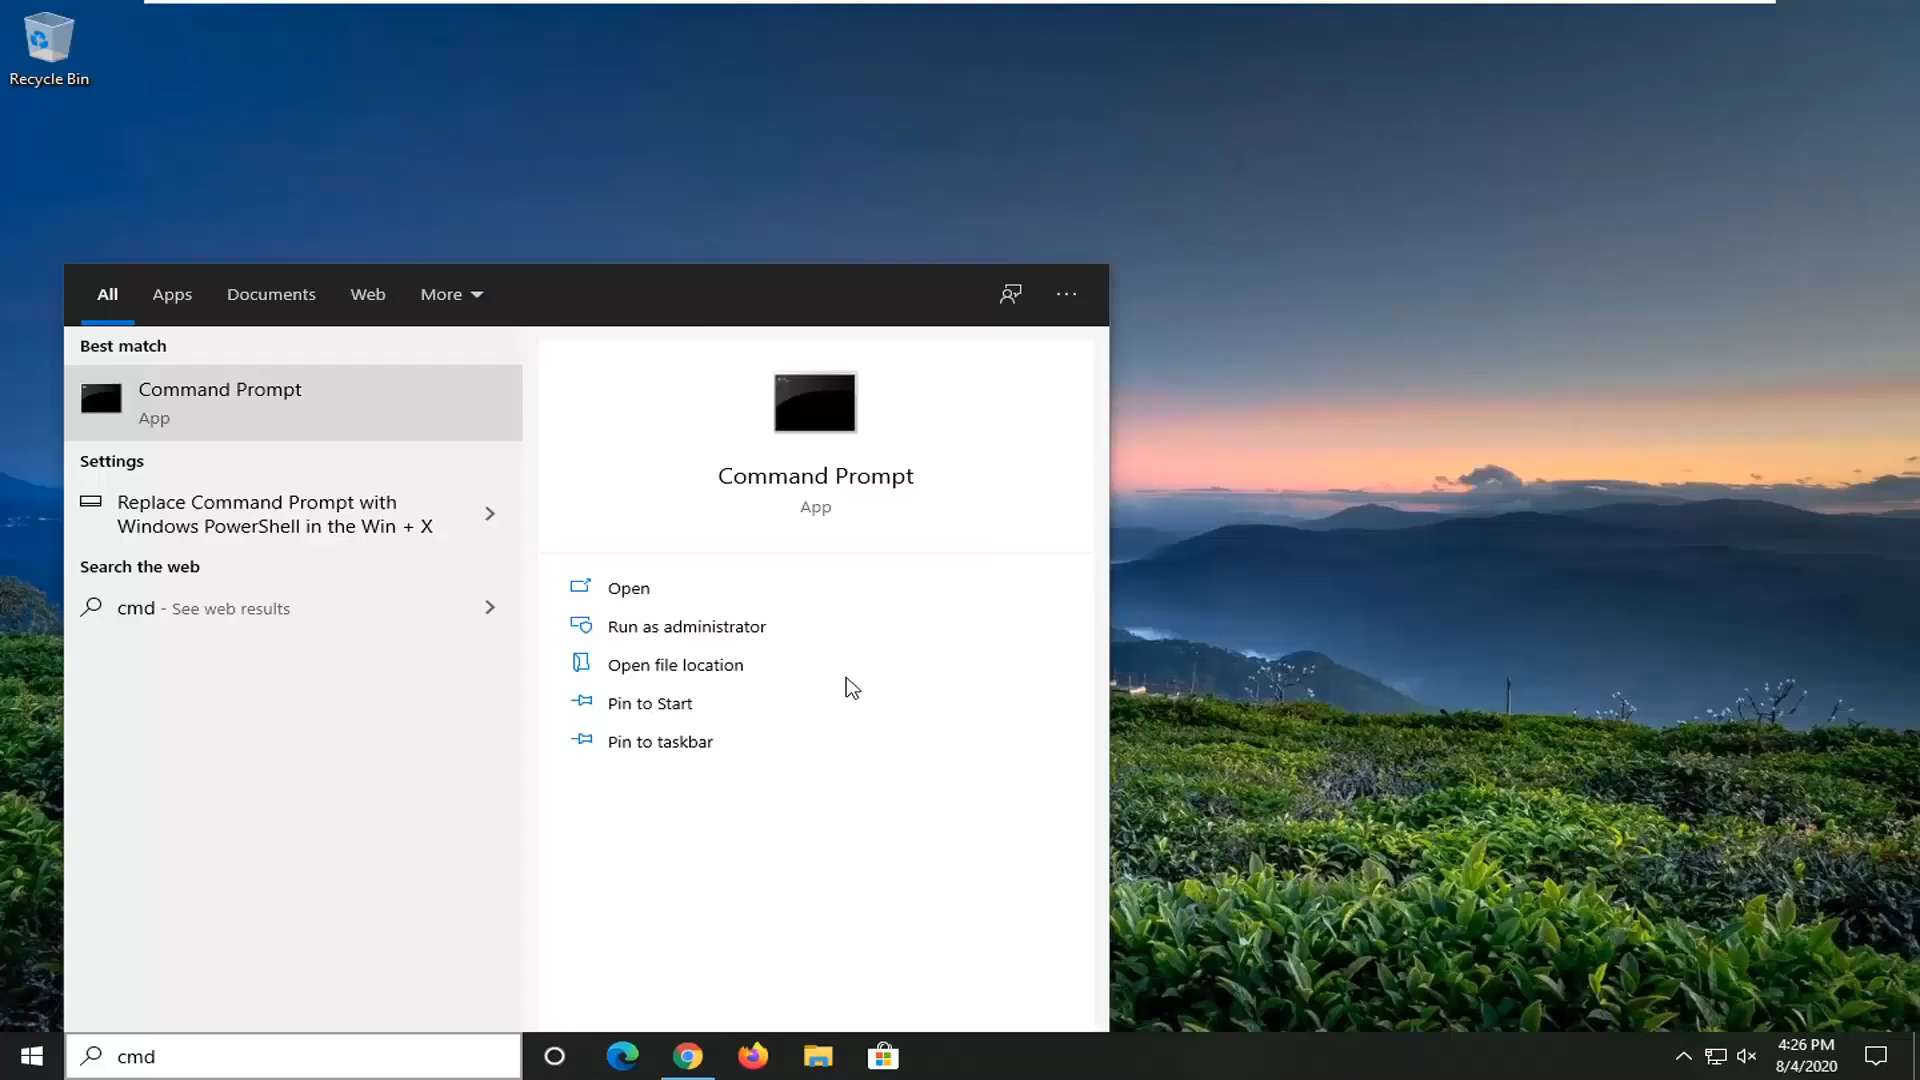 Recycle Bin
All Apps Documents Web More
Best match
Command Prompt
App
Settings
Replace Command Prompt with
Windows PowerShell in the Win + X
Search the web
cmd - See web results
Command Prompt
App
Open
Run as administrator
Open file location
Pin to Start
Pin to taskbar
cmd
4:26 PM
8/4/2020